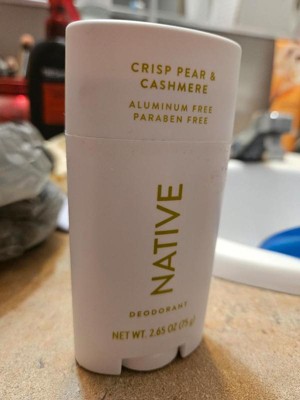 CRISP PEAR &
CASHMERE
ALUMINUM FREE
PARABEN FREE
NATIVE
DEODORANT
NET WT. 2.65 OZ (75 g)